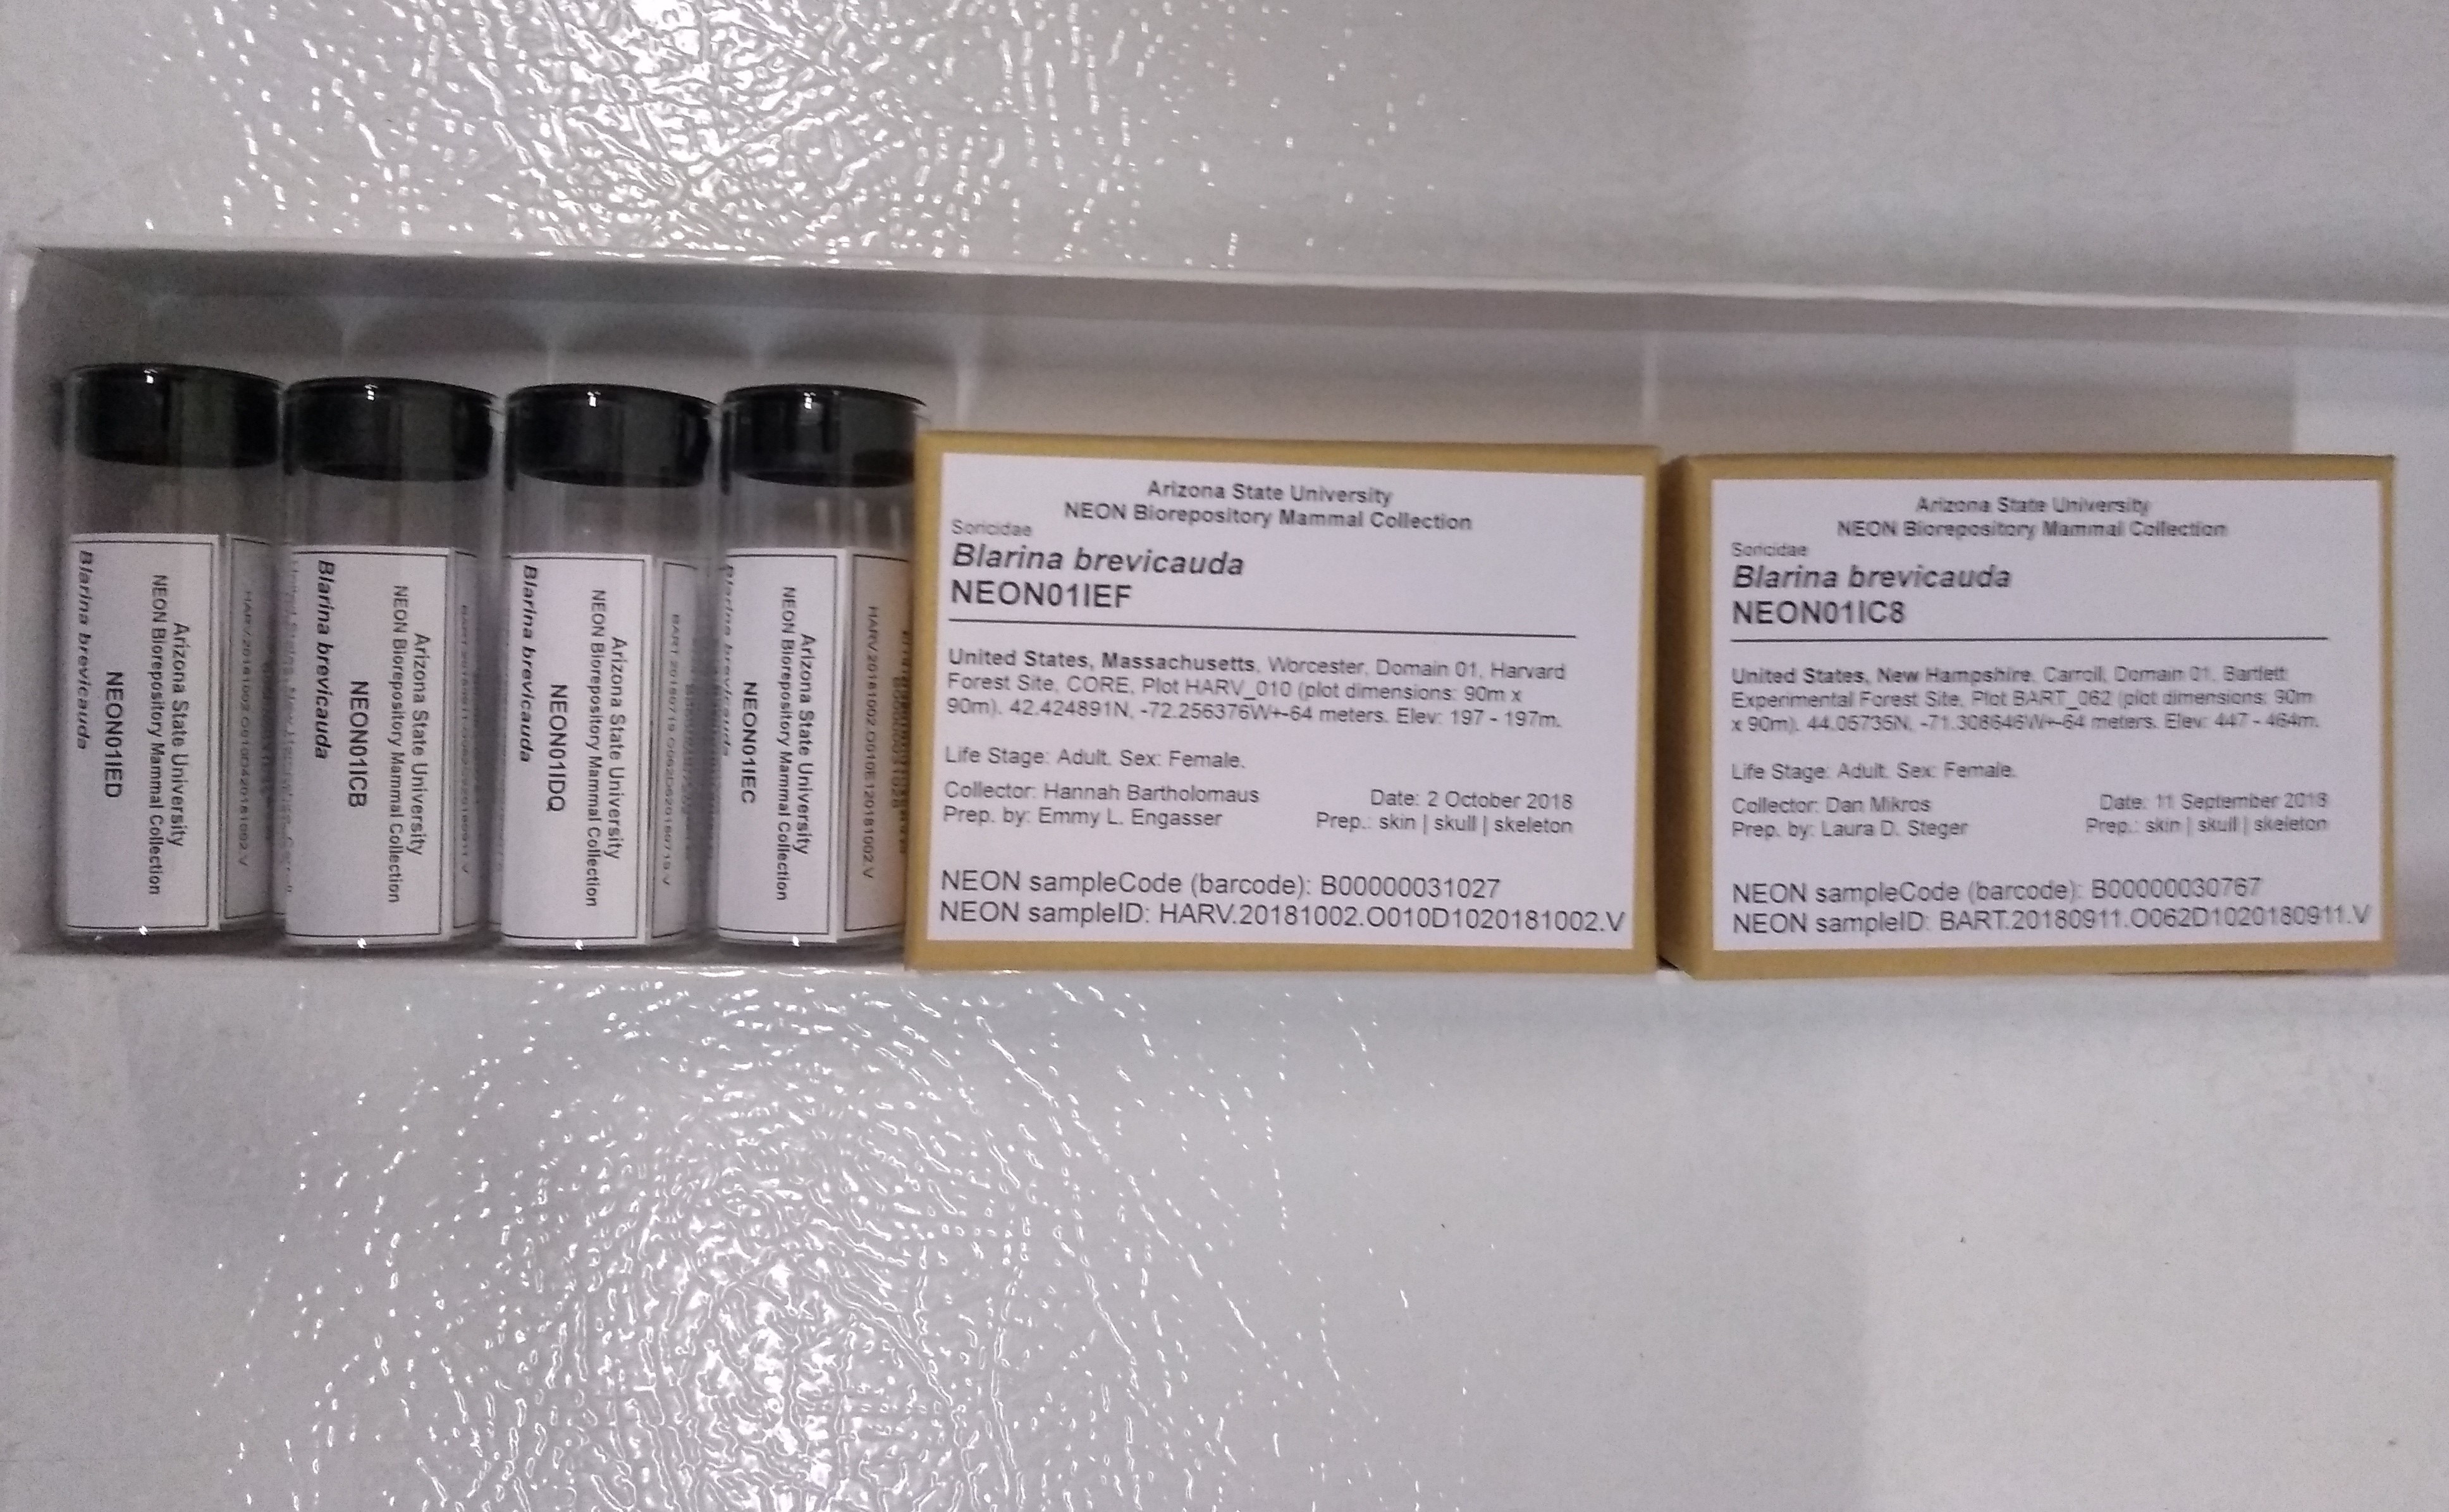 Arizona State University
NEON Biorepository Mammal Collection
Blarina brevicauda
NEON01IED
Arizona State University
NEON Biorepository Mammal Collection
Blarina brevicauda
NEON01ICB
Arizona State University
NEON Biorepository Mammal Collection
Blarina brevicauda
NEON01IDQ
Arizona State University
NEON Biorepository Mammal Collection
Blarina brevicauda
NEON01IEC
Arizona State University
NEON Biorepository Mammal Collection
Soricidae
Blarina brevicauda
NEON01IEF
United States, Massachusetts, Worcester, Domain 01, Harvard
Forest Site, CORE, Plot HARV_010 (plot dimensions: 90m x
90m). 42.424891N, -72.256376W+-64 meters. Elev: 197 - 197m.
Life Stage: Adult. Sex: Female.
Collector: Hannah Bartholomaus Date: 2 October 2018
Prep. by: Emmy L. Engasser Prep.: skin | skull | skeleton
NEON sampleCode (barcode): B00000031027
NEON sampleID: HARV.20181002.O010D1020181002.V
Arizona State University
NEON Biorepository Mammal Collection
Soricidae
Blarina brevicauda
NEON01IC8
United States, New Hampshire, Carroll, Domain 01, Bartlett
Experimental Forest Site, Plot BART_062 (plot dimensions: 90m
x 90m). 44.05735N, -71.308646W+-64 meters. Elev: 447 - 464m.
Life Stage: Adult. Sex: Female.
Collector: Dan Mikros Date: 11 September 2018
Prep. by: Laura D. Steger Prep.: skin | skull | skeleton
NEON sampleCode (barcode): B00000030767
NEON sampleID: BART.20180911.O062D1020180911.V